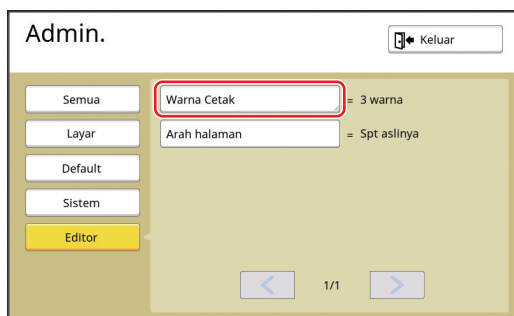 Admin.
Keluar
Semua
Warna Cetak = 3 warna
Layar
Arah halaman = Spt aslinya
Default
Sistem
Editor
1/1